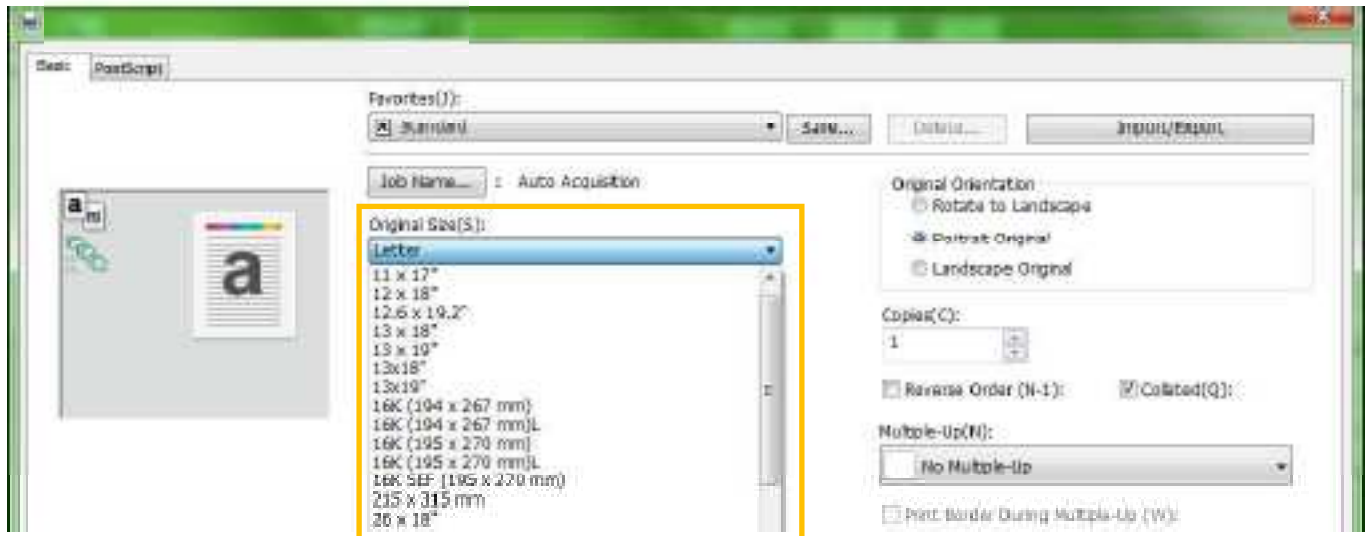 Basic PostScript
Favorites(J):
Standard Save... Delete... Import/Export
Job Name... : Auto Acquisition
Original Orientation
Rotate to Landscape
Portrait Original
Landscape Original
a
a
Original Size(S):
Letter
11 x 17"
12 x 18"
12.6 x 19.2"
13 x 18"
13 x 19"
13x18"
13x19"
16K (194 x 267 mm)
16K (194 x 267 mm)L
16K (195 x 270 mm)
16K (195 x 270 mm)L
16K SEF (195 x 270 mm)
215 x 315 mm
26 x 18"
Copies(C):
1
Reverse Order (N-1): Collated(Q):
Multiple-Up(N):
No Multiple-Up
Print Border During Multiple-Up (W):